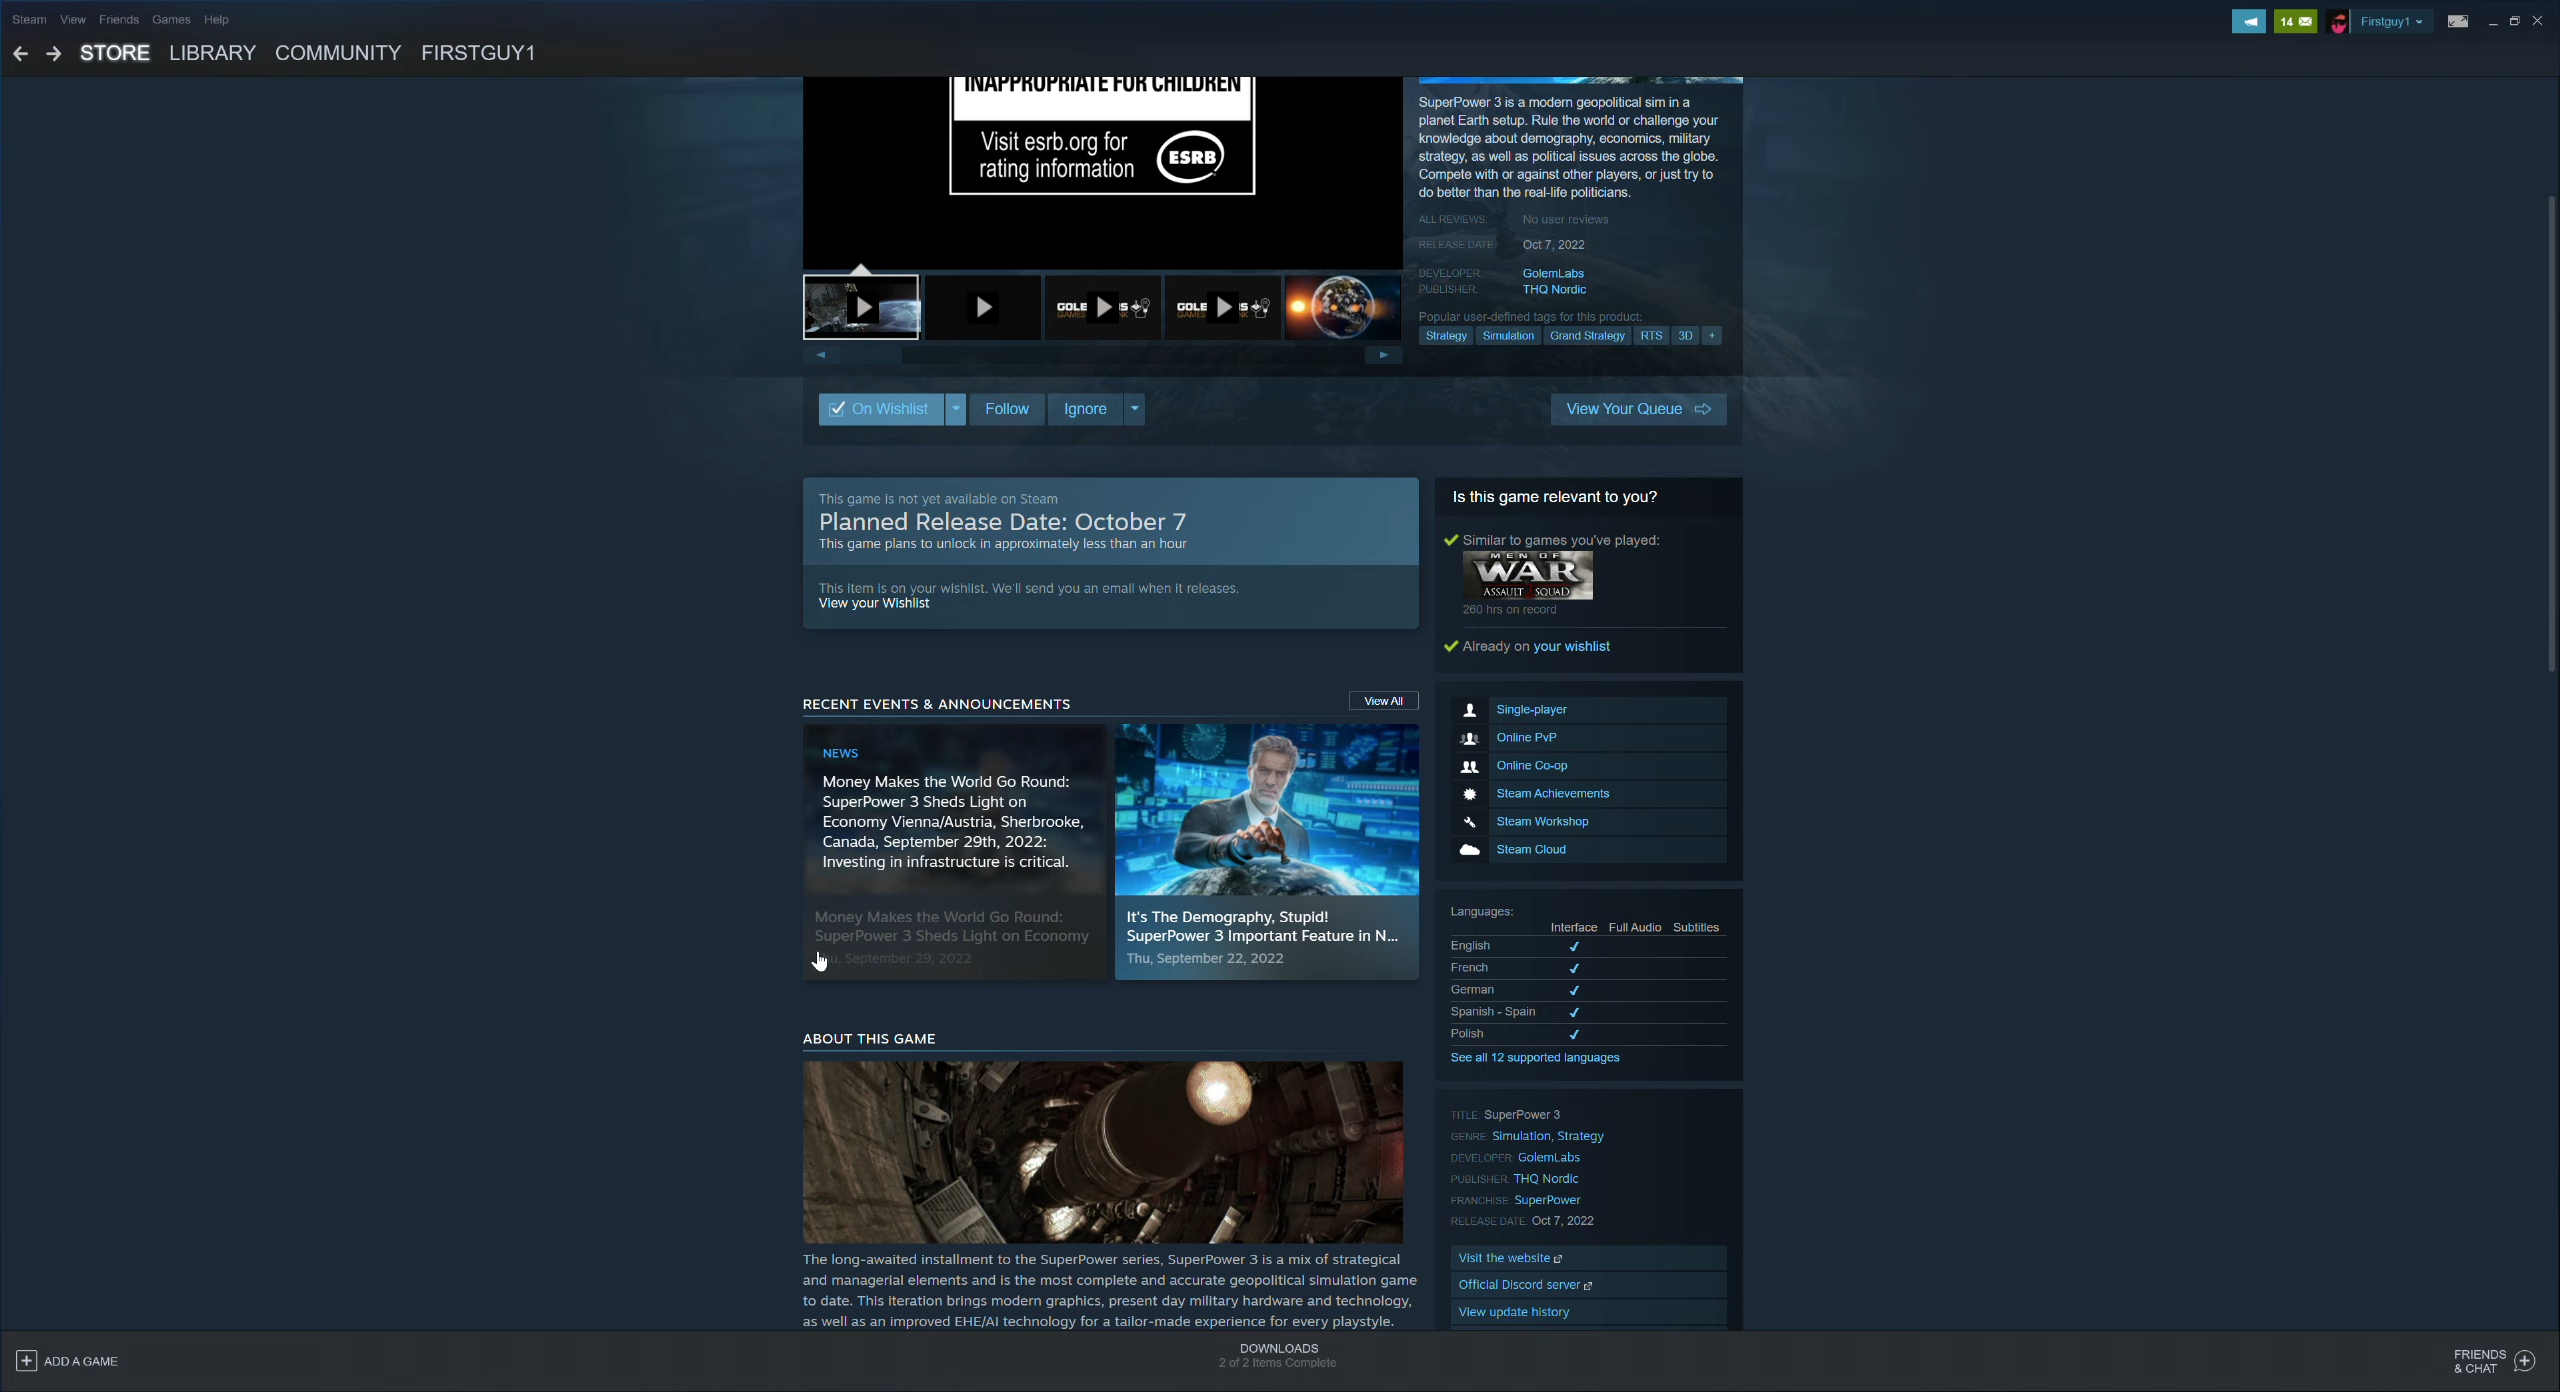 Steam View Friends Games Help
14 Firstguy1
STORE LIBRARY COMMUNITY FIRSTGUY1
INAPPROPRIATE FOR CHILDREN
Visit esrb.org for
rating information
ESRB
SuperPower 3 is a modern geopolitical sim in a
planet Earth setup. Rule the world or challenge your
knowledge about demography, economics, military
strategy, as well as political issues across the globe.
Compete with or against other players, or just try to
do better than the real-life politicians.
ALL REVIEWS: No user reviews
RELEASE DATE: Oct 7, 2022
DEVELOPER: GolemLabs
PUBLISHER: THQ Nordic
Popular user-defined tags for this product:
Strategy Simulation Grand Strategy RTS 3D +
On Wishlist Follow Ignore View Your Queue
This game is not yet available on Steam
Planned Release Date: October 7
This game plans to unlock in approximately less than an hour
This item is on your wishlist. We'll send you an email when it releases.
View your Wishlist
Is this game relevant to you?
Similar to games you've played:
MEN OF
WAR
ASSAULT SQUAD
260 hrs on record
Already on your wishlist
RECENT EVENTS & ANNOUNCEMENTS View All
NEWS
Money Makes the World Go Round:
SuperPower 3 Sheds Light on
Economy Vienna/Austria, Sherbrooke,
Canada, September 29th, 2022:
Investing in infrastructure is critical.
Money Makes the World Go Round:
SuperPower 3 Sheds Light on Economy
September 29, 2022
It's The Demography, Stupid!
SuperPower 3 Important Feature in N...
Thu, September 22, 2022
Single-player
Online PvP
Online Co-op
Steam Achievements
Steam Workshop
Steam Cloud
Languages:
Interface Full Audio Subtitles
English
French
German
Spanish - Spain
Polish
See all 12 supported languages
ABOUT THIS GAME
The long-awaited installment to the SuperPower series, SuperPower 3 is a mix of strategical
and managerial elements and is the most complete and accurate geopolitical simulation game
to date. This iteration brings modern graphics, present day military hardware and technology,
as well as an improved EHE/AI technology for a tailor-made experience for every playstyle.
TITLE: SuperPower 3
GENRE: Simulation, Strategy
DEVELOPER: GolemLabs
PUBLISHER: THQ Nordic
FRANCHISE: SuperPower
RELEASE DATE: Oct 7, 2022
Visit the website
Official Discord server
View update history
ADD A GAME
DOWNLOADS
2 of 2 Items Complete
FRIENDS
& CHAT